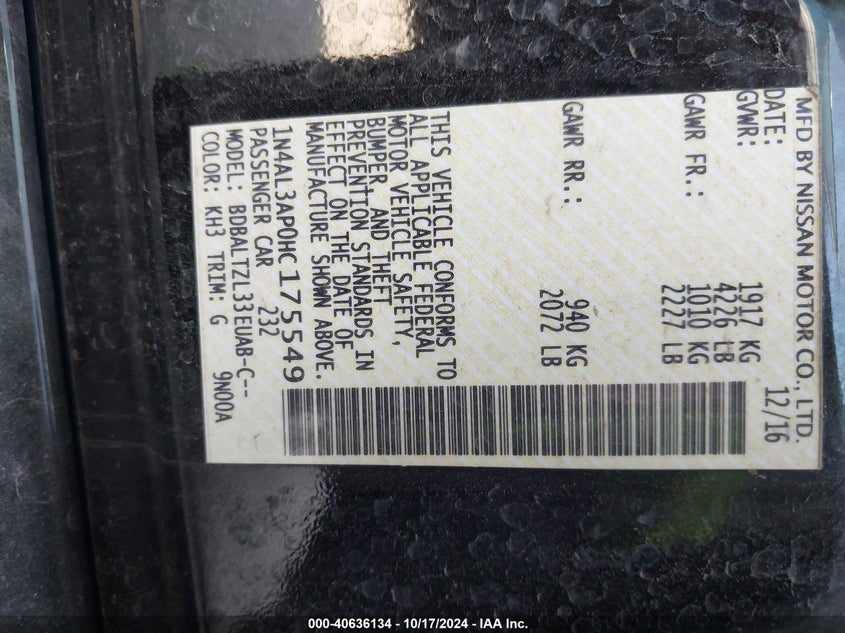 MFD BY NISSAN MOTOR CO., LTD.
DATE: 12/16
GVWR: 1917 KG
4226 LB
GAWR FR.: 1010 KG
2227 LB
GAWR RR.: 940 KG
2072 LB
THIS VEHICLE CONFORMS TO
ALL APPLICABLE FEDERAL
MOTOR VEHICLE SAFETY,
BUMPER, AND THEFT
PREVENTION STANDARDS IN
EFFECT ON THE DATE OF
MANUFACTURE SHOWN ABOVE.
1N4AL3AP0HC175549
PASSENGER CAR 232
MODEL: BDBALTZL33EUAB-C--
COLOR: KH3 TRIM: G 9N00A
000-40636134 - 10/17/2024 - IAA Inc.